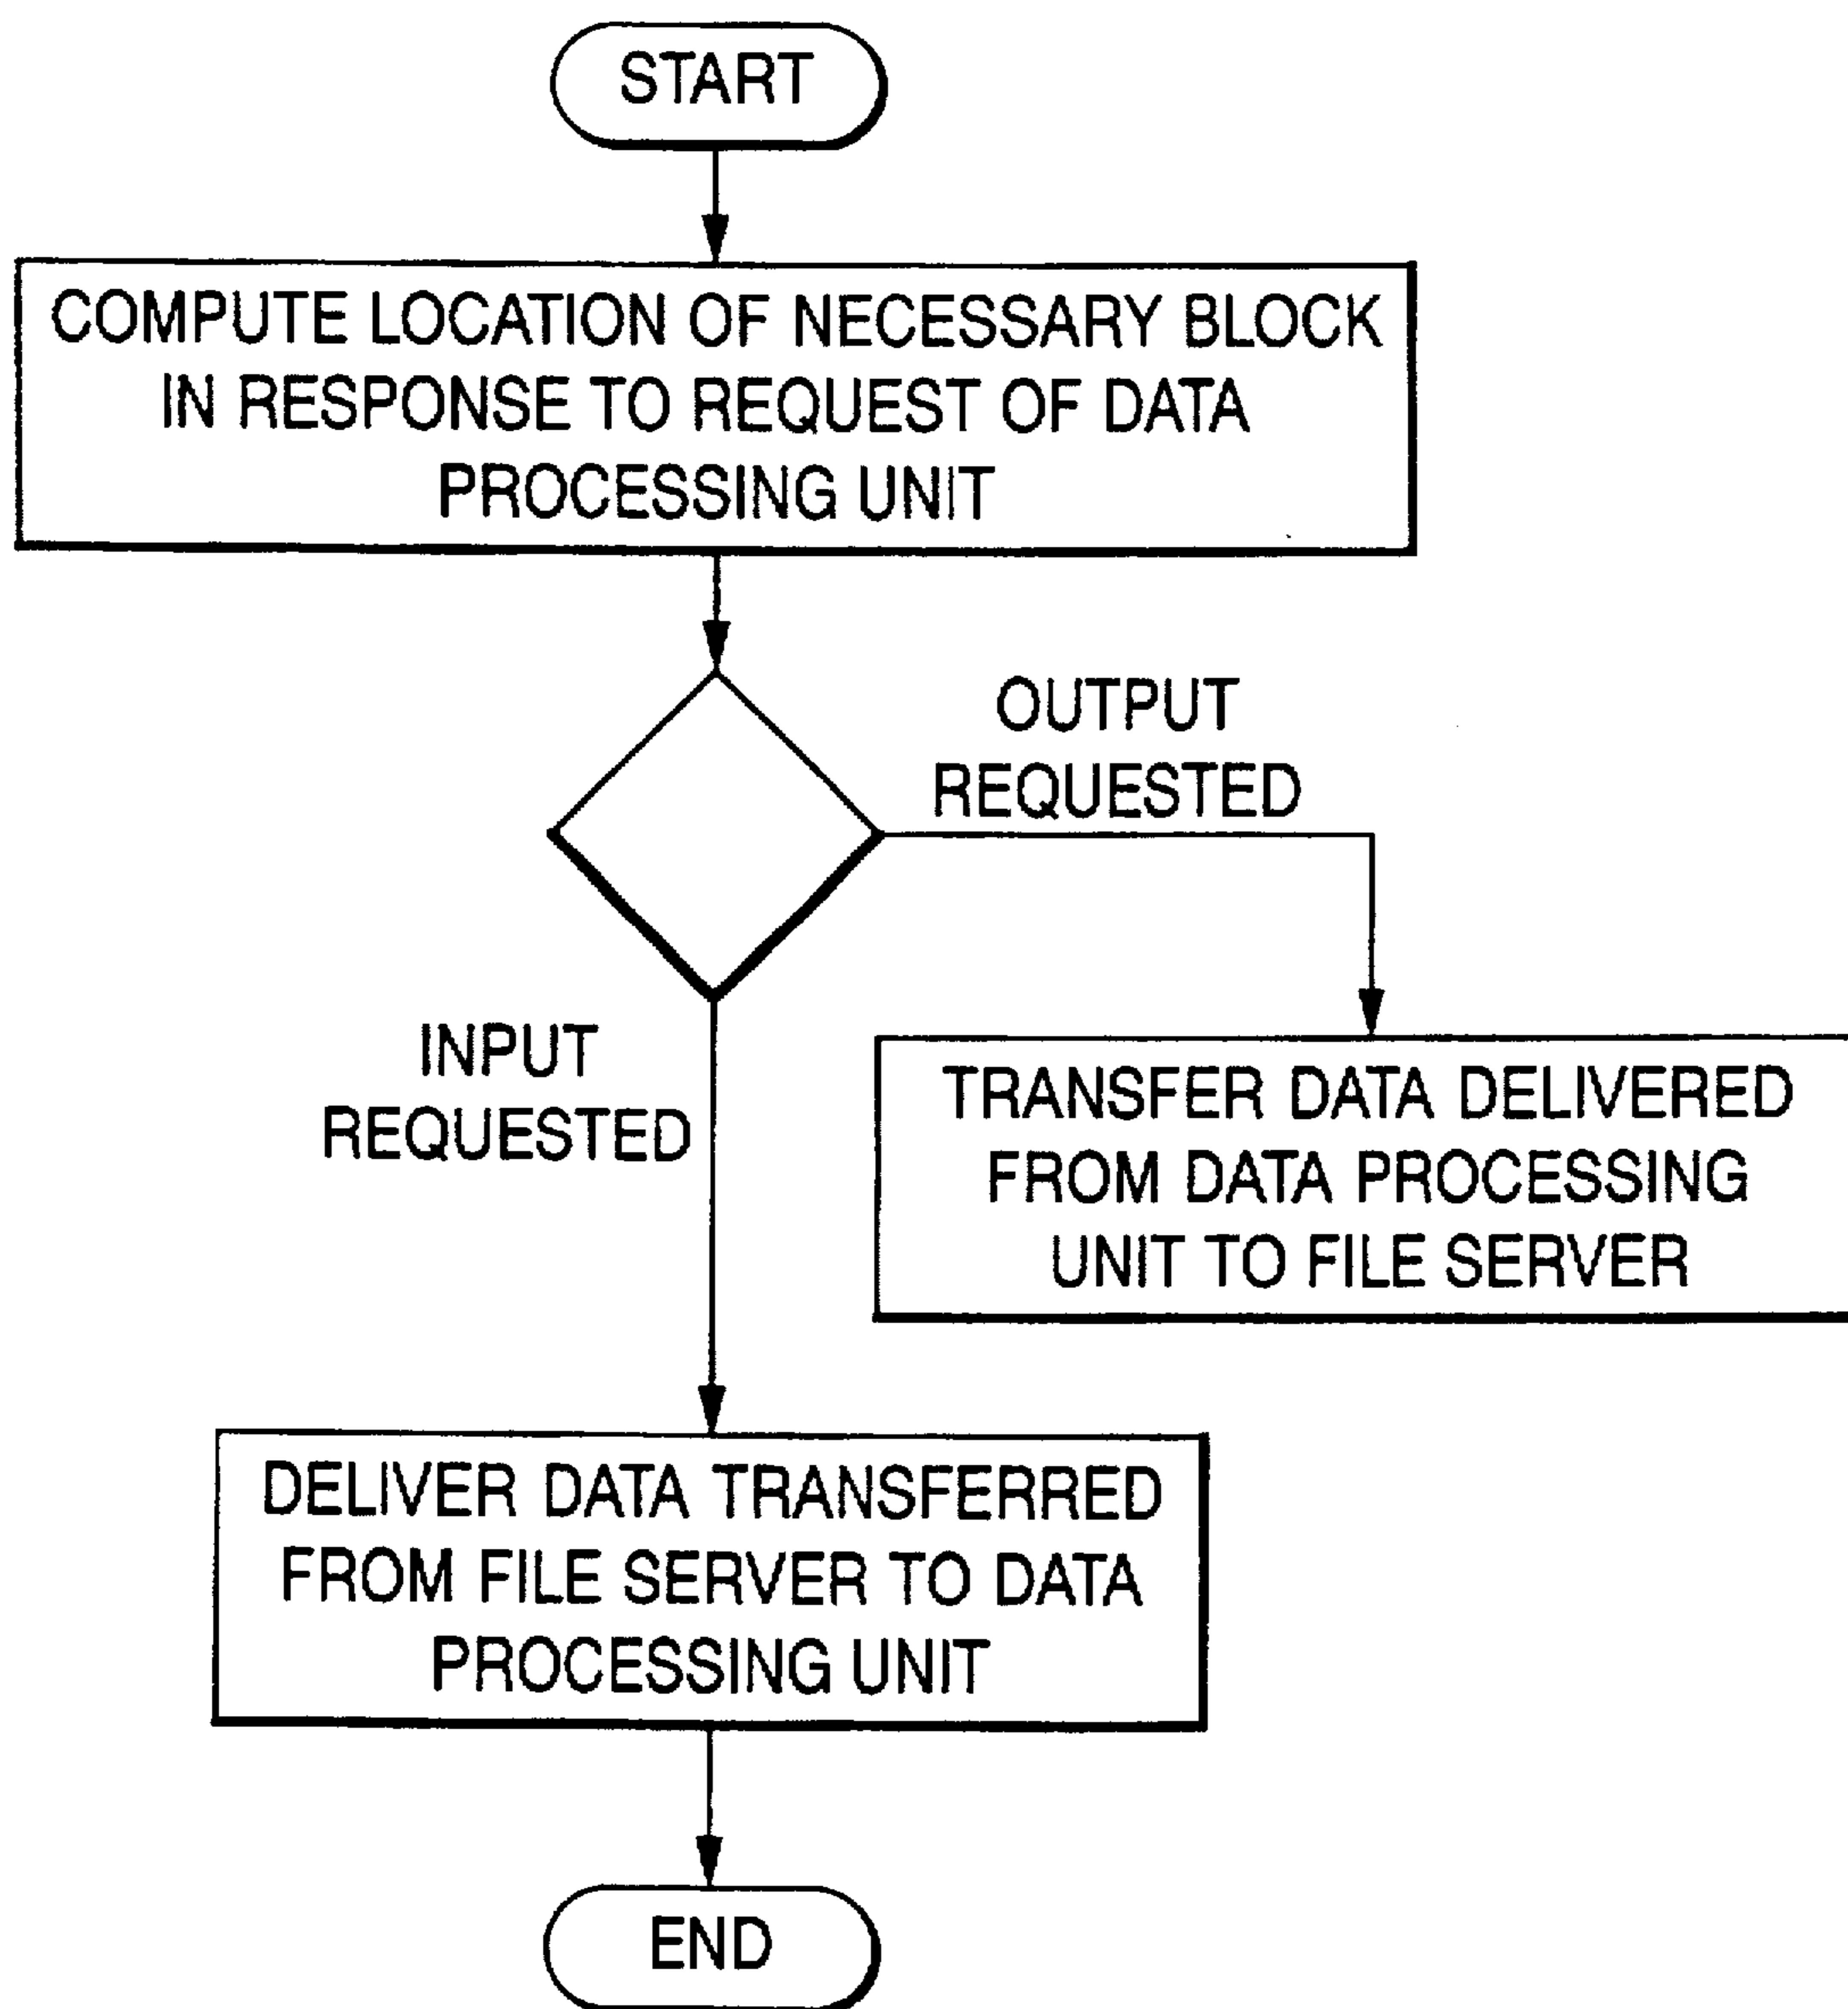 START
COMPUTE LOCATION OF NECESSARY BLOCK
IN RESPONSE TO REQUEST OF DATA
PROCESSING UNIT
OUTPUT
REQUESTED
INPUT
REQUESTED
TRANSFER DATA DELIVERED
FROM DATA PROCESSING
UNIT TO FILE SERVER
DELIVER DATA TRANSFERRED
FROM FILE SERVER TO DATA
PROCESSING UNIT
END